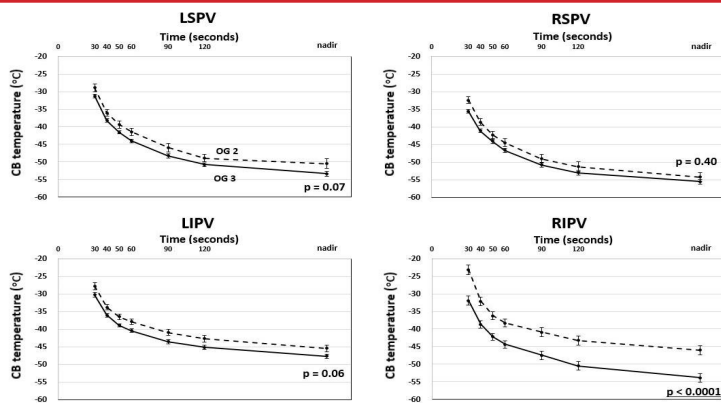 LSPV
Time (seconds)
0 30 40 50 60 90 120 nadir
CB temperature (°C)
-20
-25
-30
-35
-40
-45
-50
-55
-60
OG 2
OG 3
p = 0.07
RSPV
Time (seconds)
0 30 40 50 60 90 120 nadir
CB temperature (°C)
-20
-25
-30
-35
-40
-45
-50
-55
-60
p = 0.40
LIPV
Time (seconds)
0 30 40 50 60 90 120 nadir
CB temperature (°C)
-20
-25
-30
-35
-40
-45
-50
-55
-60
p = 0.06
RIPV
Time (seconds)
0 30 40 50 60 90 120 nadir
CB temperature (°C)
-20
-25
-30
-35
-40
-45
-50
-55
-60
p < 0.0001